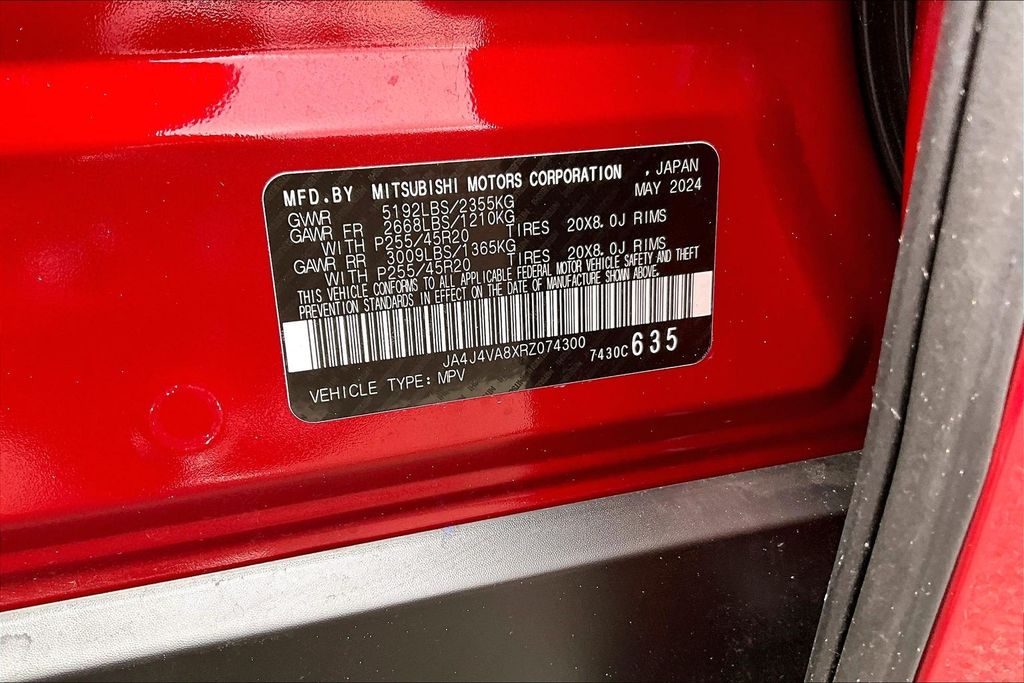 MFD.BY MITSUBISHI MOTORS CORPORATION , JAPAN
MAY 2024
GVWR 5192LBS/2355KG
GAWR FR 2668LBS/1210KG
WITH P255/45R20 TIRES 20X8.0J RIMS
GAWR RR 3009LBS/1365KG
WITH P255/45R20 TIRES 20X8.0J RIMS
THIS VEHICLE CONFORMS TO ALL APPLICABLE FEDERAL MOTOR VEHICLE SAFETY AND THEFT
PREVENTION STANDARDS IN EFFECT ON THE DATE OF MANUFACTURE SHOWN ABOVE.
JA4J4VA8XRZ074300 7430C635
VEHICLE TYPE: MPV